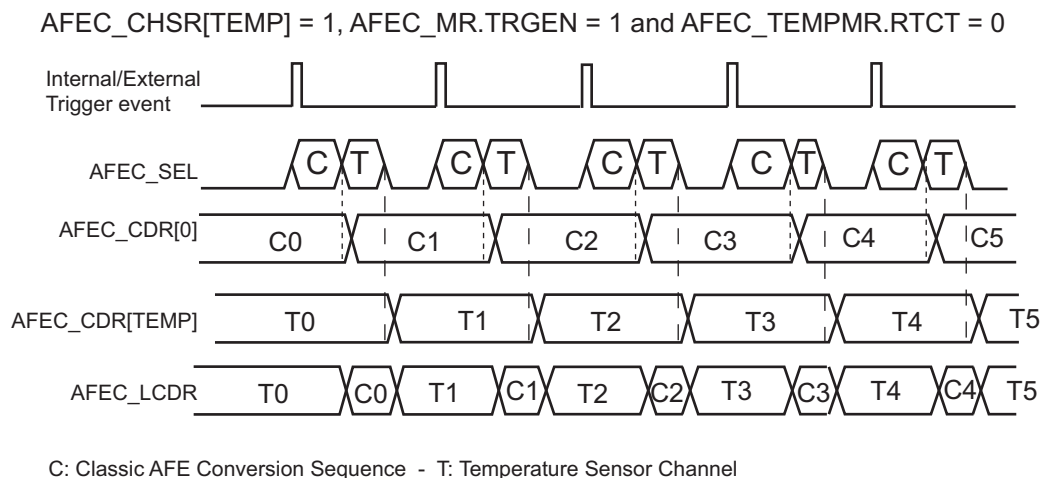 AFEC_CHSR[TEMP] = 1, AFEC_MR.TRGEN = 1 and AFEC_TEMPMR.RTCT = 0
Internal/External
Trigger event
AFEC_SEL C T C T C T C T C T
AFEC_CDR[0] C0 C1 C2 C3 C4 C5
AFEC_CDR[TEMP] T0 T1 T2 T3 T4 T5
AFEC_LCDR T0 C0 T1 C1 T2 C2 T3 C3 T4 C4 T5
C: Classic AFE Conversion Sequence - T: Temperature Sensor Channel